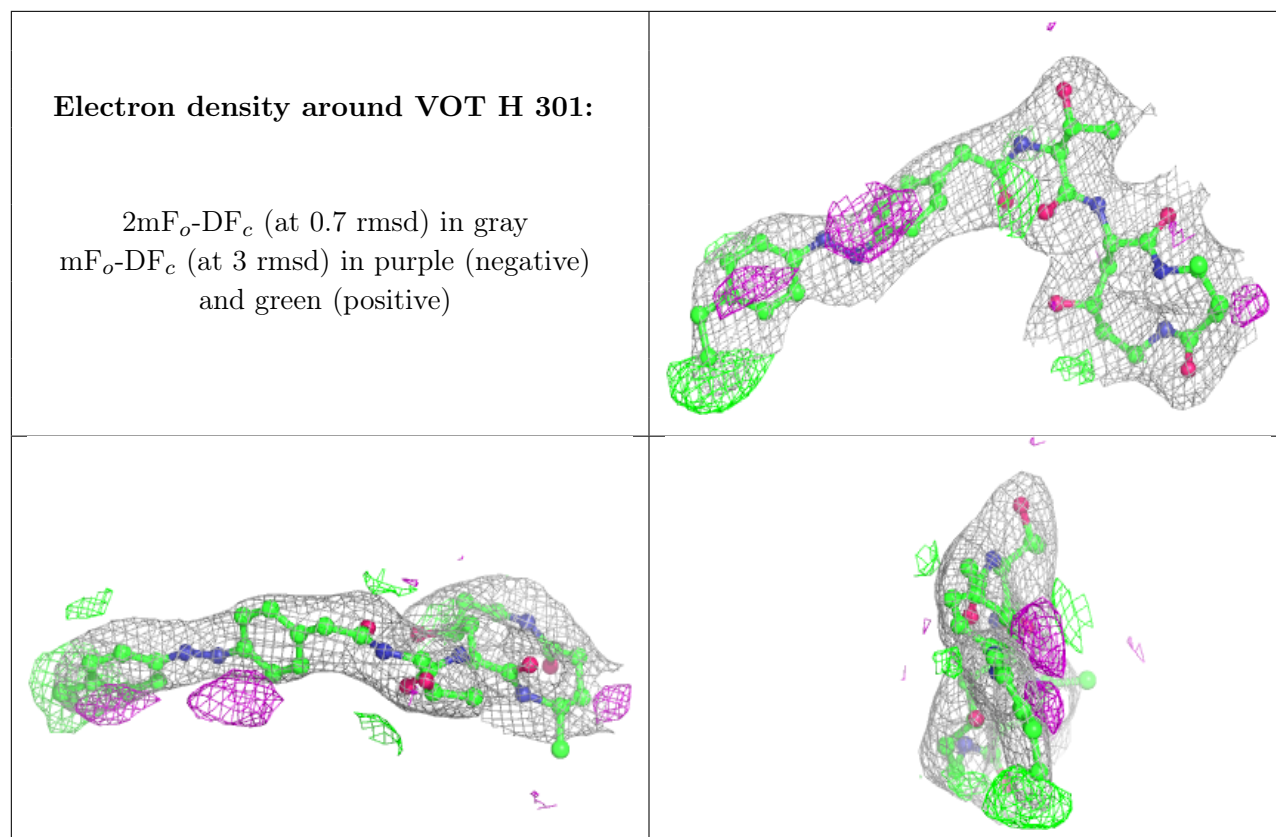 Electron density around VOT H 301:
2mFo-DFc (at 0.7 rmsd) in gray
mFo-DFc (at 3 rmsd) in purple (negative)
and green (positive)